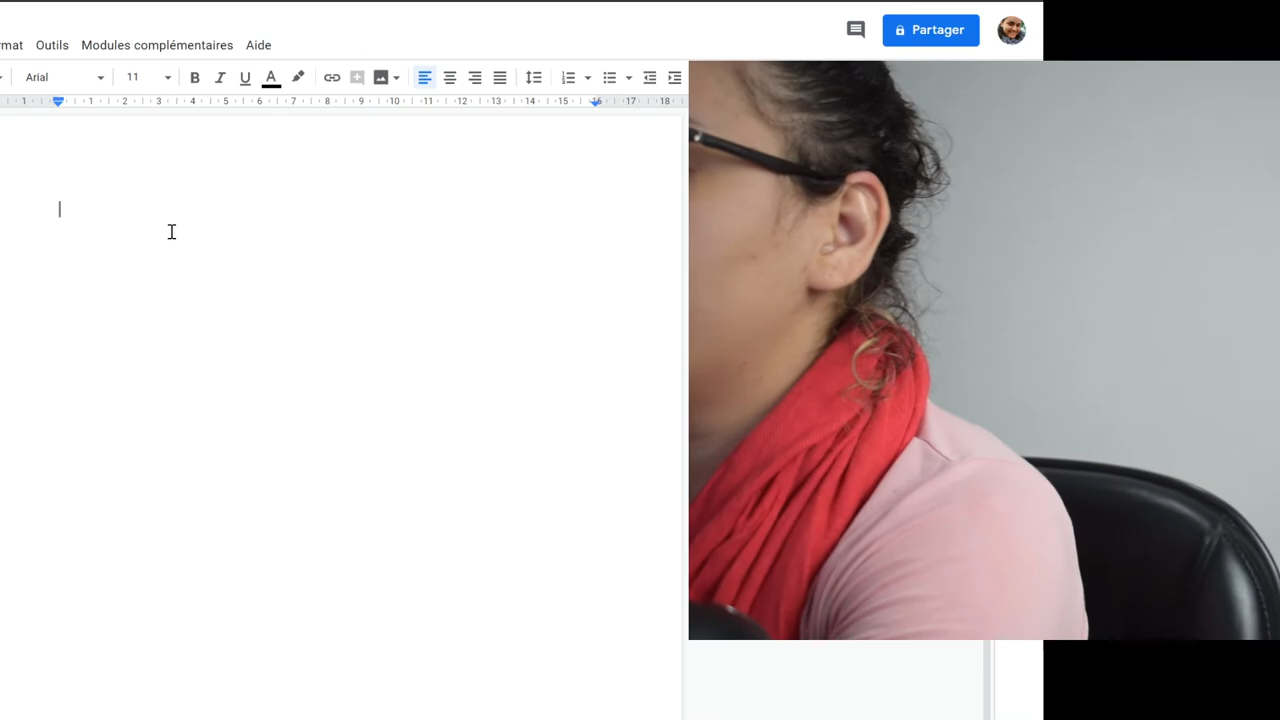 Partager
rmat Outils Modules complémentaires Aide
Arial 11 B I U A
1 1 2 3 4 5 6 7 8 9 10 11 12 13 14 15 16 17 18